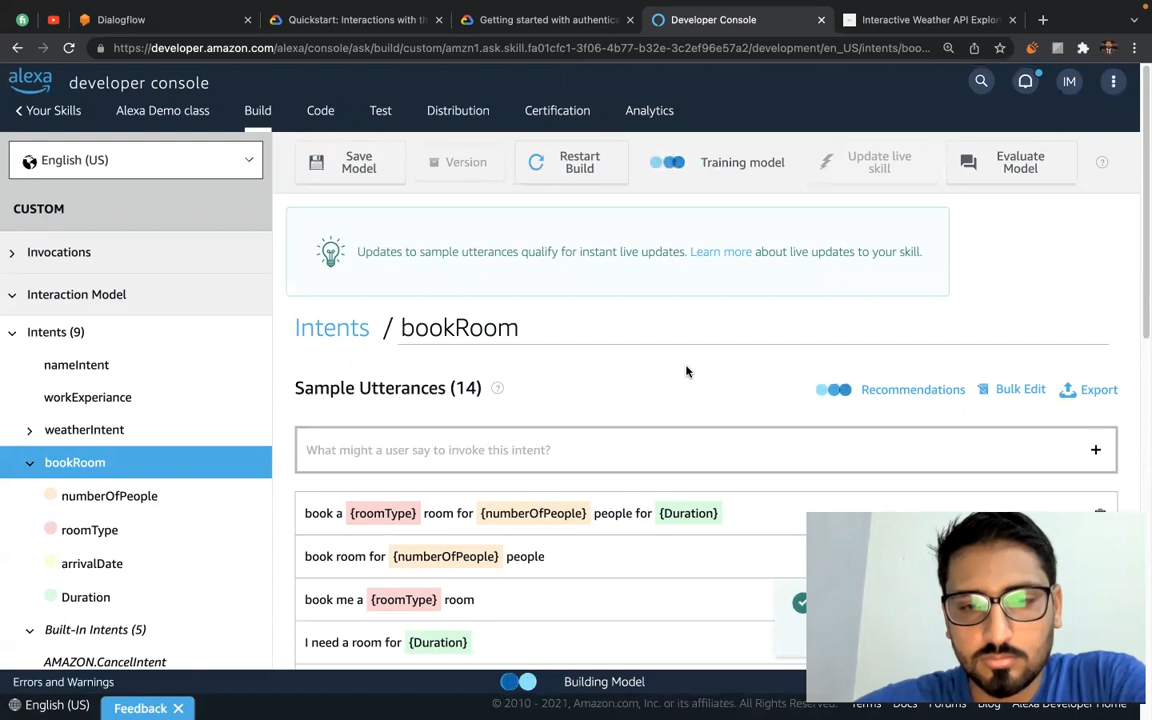 Dialogflow
Quickstart: Interactions with th
Getting started with authentic
Developer Console
Interactive Weather API Explor
https://developer.amazon.com/alexa/console/ask/build/custom/amzn1.ask.skill.fa01cfc1-3f06-4b77-b32e-3c2ef96e57a2/development/en_US/intents/boo...
alexa developer console
IM
Your Skills
Alexa Demo class
Build
Code
Test
Distribution
Certification
Analytics
English (US)
Save Model
Version
Restart Build
Training model
Update live skill
Evaluate Model
CUSTOM
Invocations
Interaction Model
Intents (9)
nameIntent
workExperiance
weatherIntent
bookRoom
numberOfPeople
roomType
arrivalDate
Duration
Built-In Intents (5)
AMAZON.CancelIntent
Updates to sample utterances qualify for instant live updates. Learn more about live updates to your skill.
Intents / bookRoom
Sample Utterances (14)
Recommendations
Bulk Edit
Export
What might a user say to invoke this intent?
book a {roomType} room for {numberOfPeople} people for {Duration}
book room for {numberOfPeople} people
book me a {roomType} room
I need a room for {Duration}
Errors and Warnings
Building Model
English (US)
Feedback
© 2010 - 2021, Amazon.com, Inc. or its affiliates. All Rights Reserved.
Terms
Docs
Forums
Blog
Alexa Developer Home